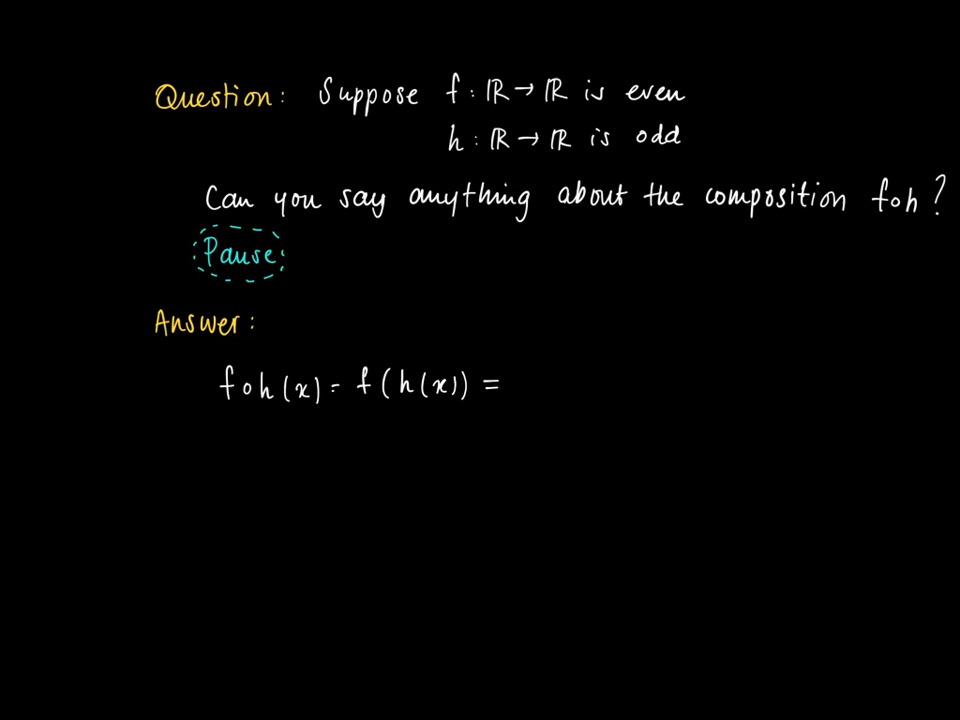 Question: Suppose f: ℝ → ℝ is even
h: ℝ → ℝ is odd
Can you say anything about the composition f∘h?
Pause
Answer:
f∘h(x) = f(h(x)) =